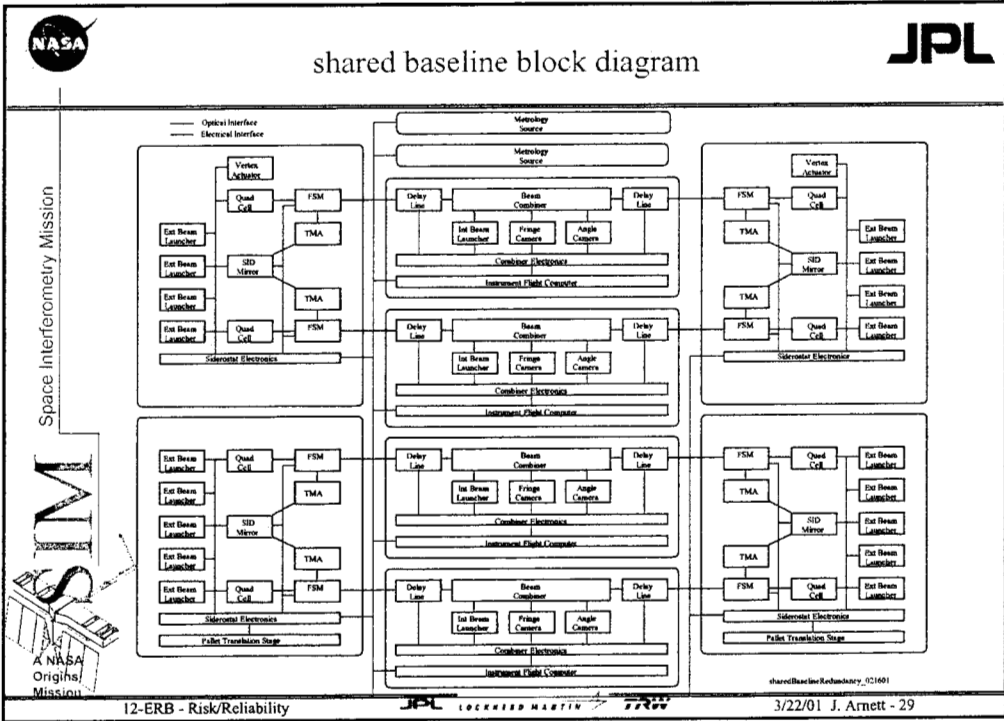 NASA
shared baseline block diagram
JPL
Space Interferometry Mission
Optical Interface
Electrical Interface
Metrology
Source
Metrology
Source
Vertex
Actuator
Quad
Cell
FSM
TMA
Ext Beam
Launcher
Ext Beam
Launcher
SID
Mirror
Ext Beam
Launcher
TMA
Ext Beam
Launcher
Quad
Cell
FSM
Siderostat Electronics
Delay
Line
Beam
Combiner
Delay
Line
Int Beam
Launcher
Fringe
Camera
Angle
Camera
Combiner Electronics
Instrument Flight Computer
Delay
Line
Beam
Combiner
Delay
Line
Int Beam
Launcher
Fringe
Camera
Angle
Camera
Combiner Electronics
Instrument Flight Computer
Vertex
Actuator
FSM
Quad
Cell
TMA
Ext Beam
Launcher
SID
Mirror
Ext Beam
Launcher
TMA
Ext Beam
Launcher
FSM
Quad
Cell
Ext Beam
Launcher
Siderostat Electronics
Ext Beam
Launcher
Quad
Cell
FSM
Ext Beam
Launcher
TMA
Ext Beam
Launcher
SID
Mirror
Ext Beam
Launcher
TMA
Ext Beam
Launcher
Quad
Cell
FSM
Siderostat Electronics
Pallet Translation Stage
Delay
Line
Beam
Combiner
Delay
Line
Int Beam
Launcher
Fringe
Camera
Angle
Camera
Combiner Electronics
Instrument Flight Computer
Delay
Line
Beam
Combiner
Delay
Line
Int Beam
Launcher
Fringe
Camera
Angle
Camera
Combiner Electronics
Instrument Flight Computer
FSM
Quad
Cell
Ext Beam
Launcher
TMA
Ext Beam
Launcher
SID
Mirror
Ext Beam
Launcher
TMA
Ext Beam
Launcher
FSM
Quad
Cell
Ext Beam
Launcher
Siderostat Electronics
Pallet Translation Stage
SIM
A NASA
Origins
Mission
sharedBaselineRedundancy_021601
12-ERB - Risk/Reliability
JPL LOCKHEED MARTIN TRW
3/22/01 J. Arnett - 29